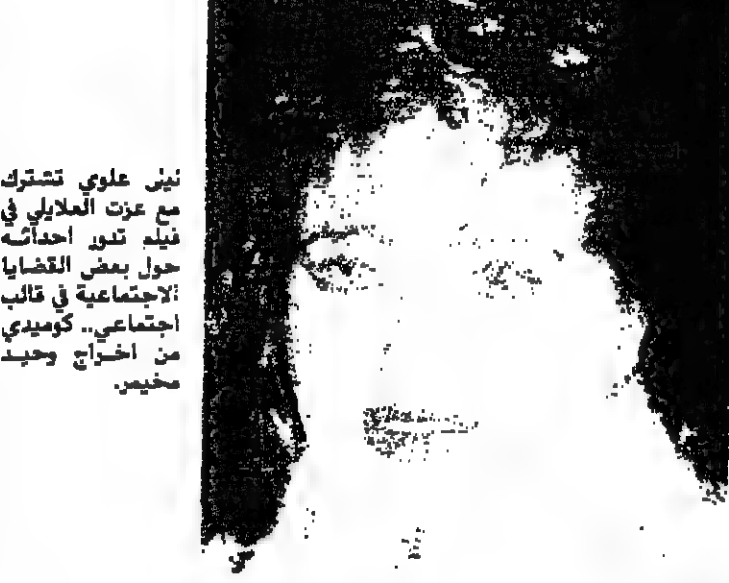 ليلى علوي تشترك
مع عزت العلايلي في
فيلم تدور احداثه
حول بعض القضايا
الاجتماعية في قالب
اجتماعي.. كوميدي
من اخراج وحيد
مخيمر.